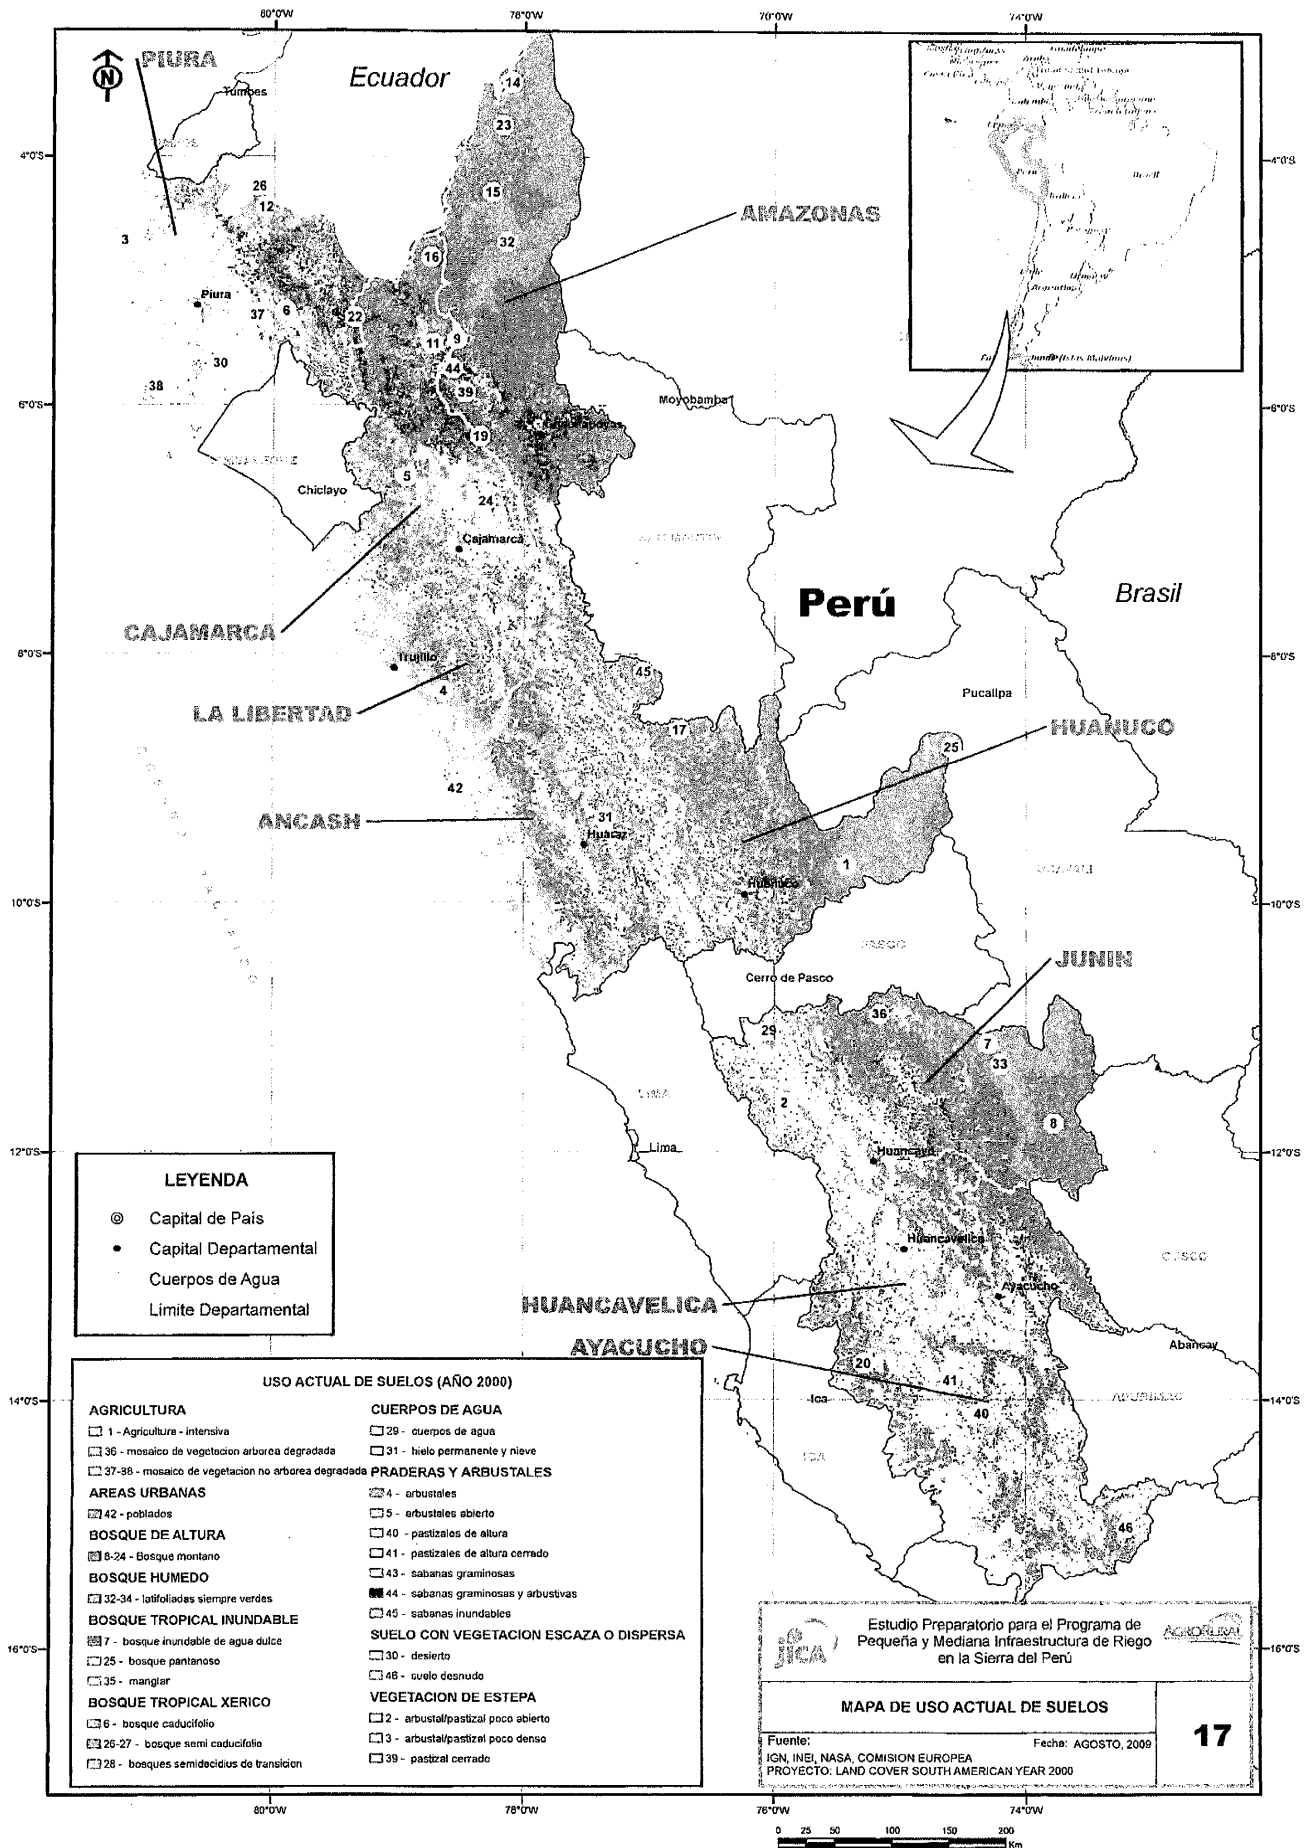 80°0'W 78°0'W 76°0'W 74°0'W
N
PIURA
Ecuador
Tumbes
14
23
4°0'S 4°0'S
15
26
12
AMAZONAS
3
32
16
Piura
37
6
22
11
9
30
44
38
39
6°0'S 6°0'S
Moyobamba
19
5
Chiclayo
24
Cajamarca
Perú
Brasil
CAJAMARCA
8°0'S 8°0'S
Trujillo
45
4
Pucallpa
LA LIBERTAD
17
HUANUCO
25
42
ANCASH
31
Huaraz
1
Huánuco
10°0'S 10°0'S
PASCO
JUNIN
Cerro de Pasco
36
29
7
33
LIMA
2
8
Lima
12°0'S 12°0'S
Huancayo
Huancavelica
CUSCO
Ayacucho
HUANCAVELICA
AYACUCHO
Abancay
20
41
Ica
40
14°0'S 14°0'S
ICA
46
16°0'S 16°0'S
LEYENDA
Capital de País
Capital Departamental
Cuerpos de Agua
Limite Departamental
USO ACTUAL DE SUELOS (AÑO 2000)
AGRICULTURA
1 - Agricultura - intensiva
36 - mosaico de vegetacion arborea degradada
37-38 - mosaico de vegetacion no arborea degradada
AREAS URBANAS
42 - poblados
BOSQUE DE ALTURA
8-24 - Bosque montano
BOSQUE HUMEDO
32-34 - latifoliadas siempre verdes
BOSQUE TROPICAL INUNDABLE
7 - bosque inundable de agua dulce
25 - bosque pantanoso
35 - manglar
BOSQUE TROPICAL XERICO
6 - bosque caducifolio
26-27 - bosque semi caducifolio
28 - bosques semidecidius de transicion
CUERPOS DE AGUA
29 - cuerpos de agua
31 - hielo permanente y nieve
PRADERAS Y ARBUSTALES
4 - arbustales
5 - arbustales abierto
40 - pastizales de altura
41 - pastizales de altura cerrado
43 - sabanas graminosas
44 - sabanas graminosas y arbustivas
45 - sabanas inundables
SUELO CON VEGETACION ESCAZA O DISPERSA
30 - desierto
46 - suelo desnudo
VEGETACION DE ESTEPA
2 - arbustal/pastizal poco abierto
3 - arbustal/pastizal poco denso
39 - pastizal cerrado
jica
Estudio Preparatorio para el Programa de
Pequeña y Mediana Infraestructura de Riego
en la Sierra del Perú
AGRORURAL
MAPA DE USO ACTUAL DE SUELOS
17
Fuente: Fecha: AGOSTO, 2009
IGN, INEI, NASA, COMISION EUROPEA
PROYECTO: LAND COVER SOUTH AMERICAN YEAR 2000
80°0'W 78°0'W 76°0'W 74°0'W
0 25 50 100 150 200
Km